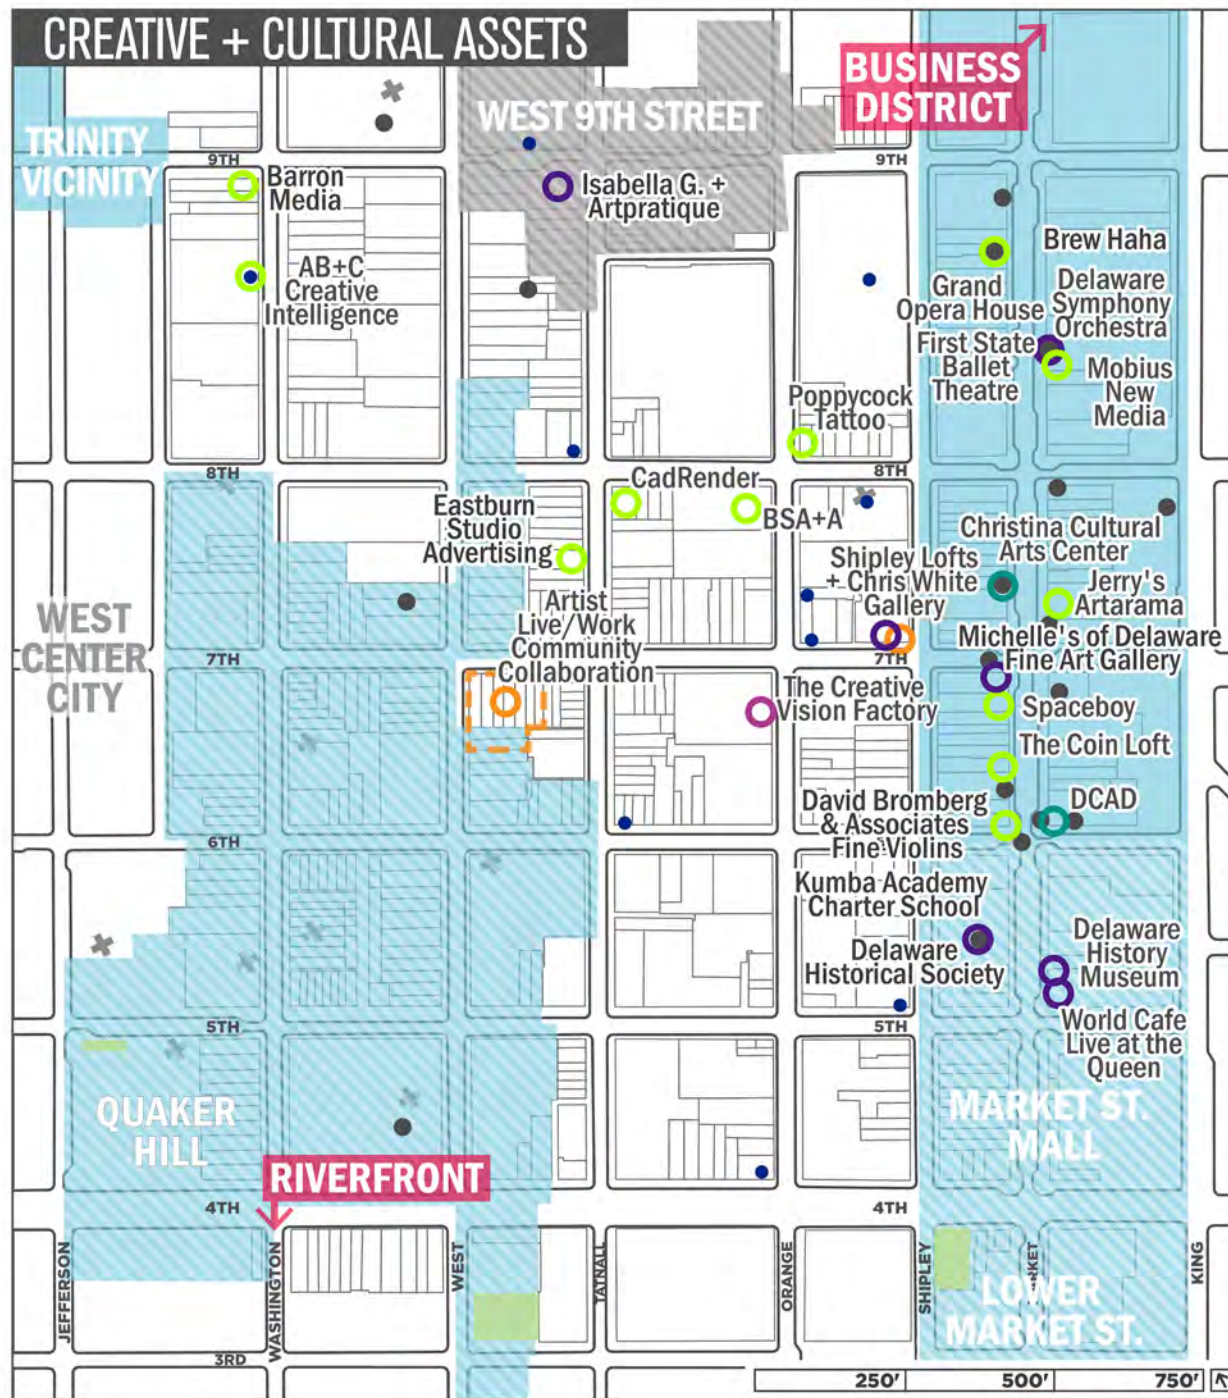 CREATIVE + CULTURAL ASSETS
BUSINESS
DISTRICT
WEST 9TH STREET
TRINITY
VICINITY
9TH
9TH
Barron
Media
Isabella G. +
Artpratique
AB+C
Creative
Intelligence
Brew Haha
Grand
Opera House
Delaware
Symphony
Orchestra
First State
Ballet
Theatre
Mobius
New
Media
Poppycock
Tattoo
8TH
8TH
CadRender
BSA+A
Eastburn
Studio
Advertising
Christina Cultural
Arts Center
Shipley Lofts
+ Chris White
Gallery
Jerry's
Artarama
Artist
Live/Work
Community
Collaboration
WEST
CENTER
CITY
7TH
7TH
Michelle's of Delaware
Fine Art Gallery
The Creative
Vision Factory
Spaceboy
The Coin Loft
David Bromberg
& Associates
Fine Violins
DCAD
6TH
Kumba Academy
Charter School
Delaware
Historical Society
Delaware
History
Museum
5TH
5TH
World Cafe
Live at the
Queen
QUAKER
HILL
MARKET ST.
MALL
RIVERFRONT
4TH
4TH
JEFFERSON
WASHINGTON
WEST
TATNALL
ORANGE
SHIPLEY
KING
LOWER
MARKET ST.
3RD
250' 500' 750'